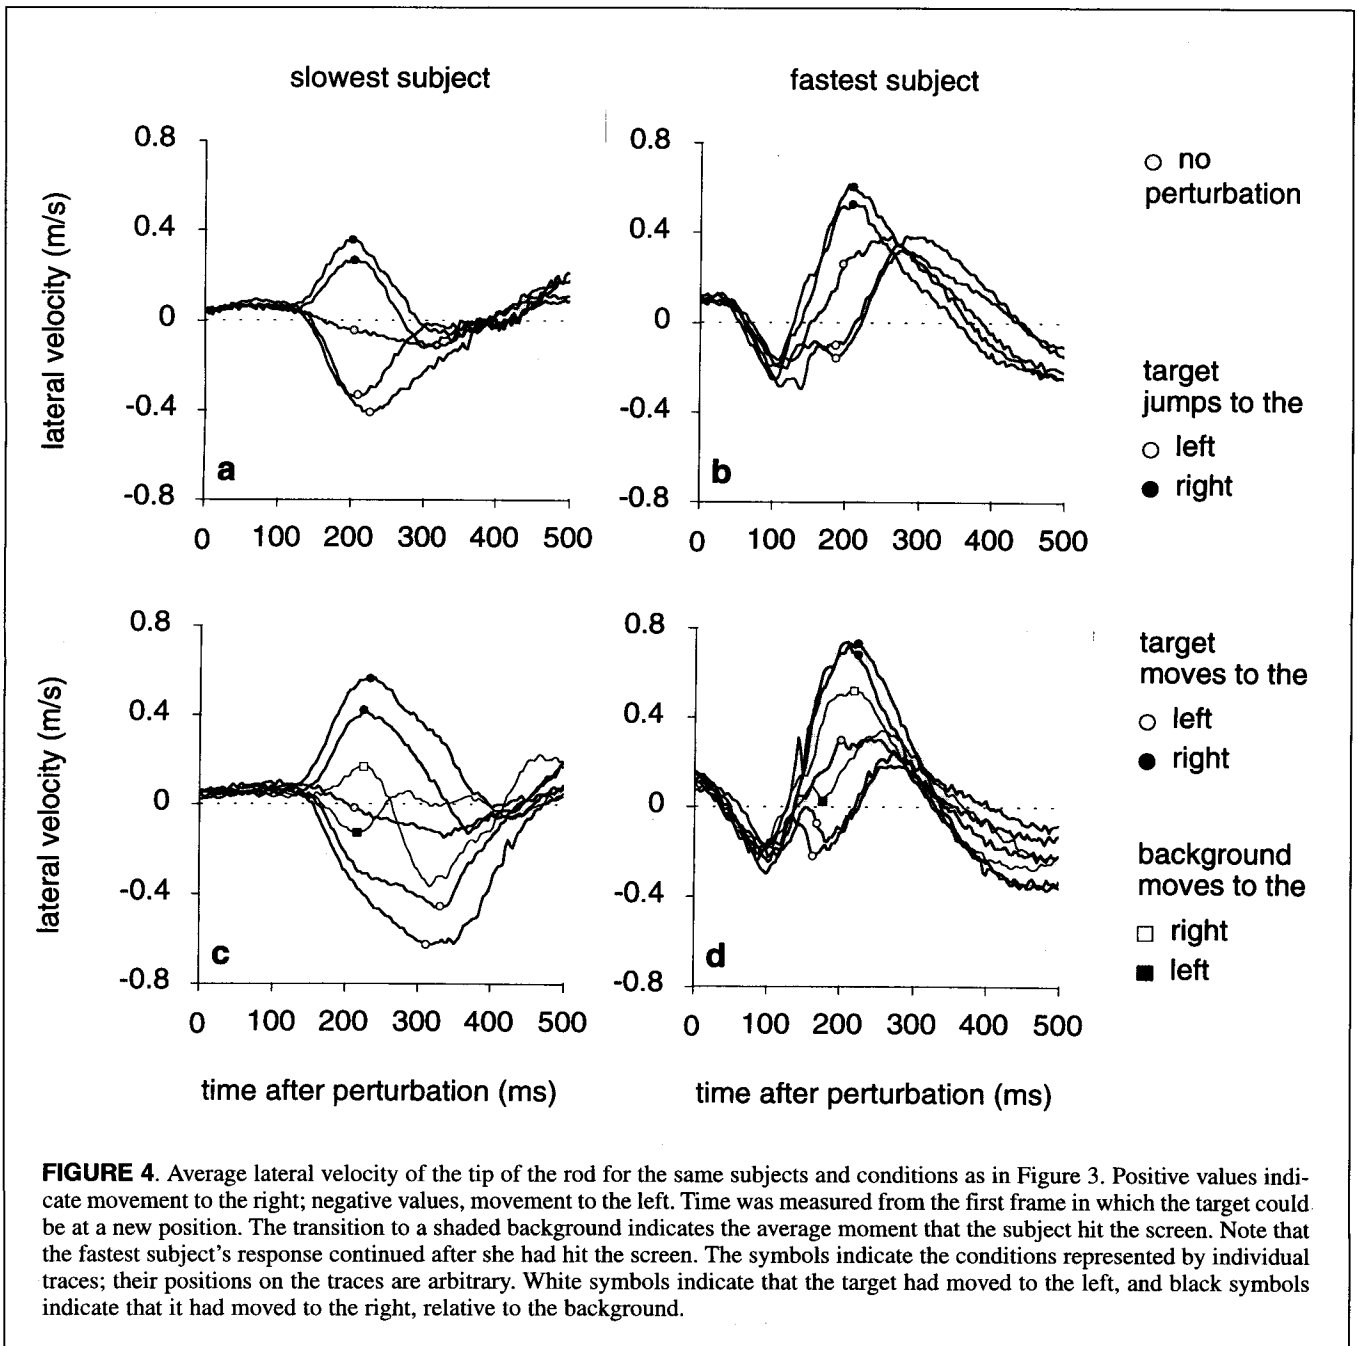 slowest subject
fastest subject
lateral velocity (m/s)
0.8
0.4
0
-0.4
-0.8
a
0 100 200 300 400 500
0.8
0.4
0
-0.4
-0.8
b
0 100 200 300 400 500
no
perturbation
target
jumps to the
left
right
lateral velocity (m/s)
0.8
0.4
0
-0.4
-0.8
c
0 100 200 300 400 500
time after perturbation (ms)
0.8
0.4
0
-0.4
-0.8
d
0 100 200 300 400 500
time after perturbation (ms)
target
moves to the
left
right
background
moves to the
right
left
FIGURE 4. Average lateral velocity of the tip of the rod for the same subjects and conditions as in Figure 3. Positive values indi-
cate movement to the right; negative values, movement to the left. Time was measured from the first frame in which the target could
be at a new position. The transition to a shaded background indicates the average moment that the subject hit the screen. Note that
the fastest subject's response continued after she had hit the screen. The symbols indicate the conditions represented by individual
traces; their positions on the traces are arbitrary. White symbols indicate that the target had moved to the left, and black symbols
indicate that it had moved to the right, relative to the background.